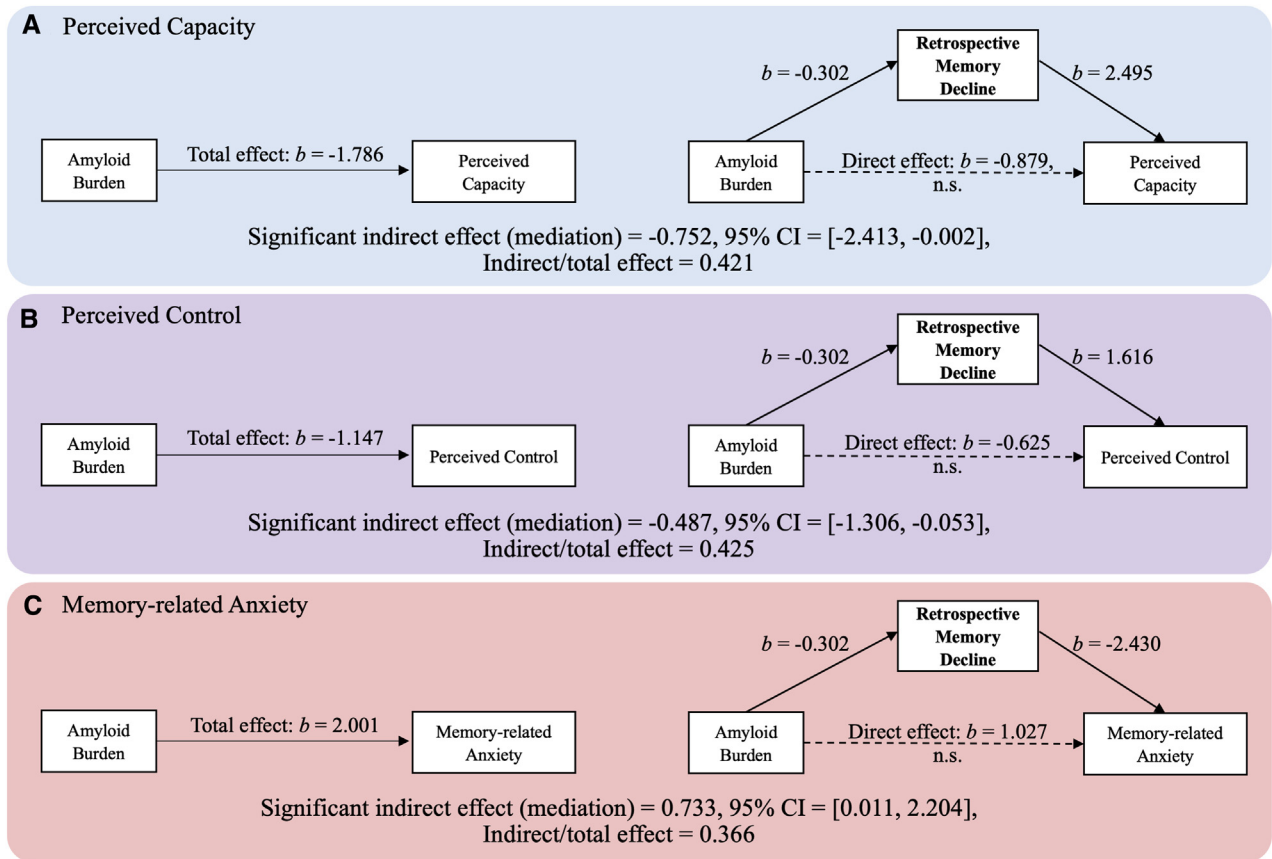 A Perceived Capacity
Retrospective
Memory
Decline
b = -0.302
b = 2.495
Amyloid
Burden
Total effect: b = -1.786
Perceived
Capacity
Amyloid
Burden
Direct effect: b = -0.879,
n.s.
Perceived
Capacity
Significant indirect effect (mediation) = -0.752, 95% CI = [-2.413, -0.002],
Indirect/total effect = 0.421
B Perceived Control
Retrospective
Memory
Decline
b = -0.302
b = 1.616
Amyloid
Burden
Total effect: b = -1.147
Perceived Control
Amyloid
Burden
Direct effect: b = -0.625
n.s.
Perceived Control
Significant indirect effect (mediation) = -0.487, 95% CI = [-1.306, -0.053],
Indirect/total effect = 0.425
C Memory-related Anxiety
Retrospective
Memory
Decline
b = -0.302
b = -2.430
Amyloid
Burden
Total effect: b = 2.001
Memory-related
Anxiety
Amyloid
Burden
Direct effect: b = 1.027
n.s.
Memory-related
Anxiety
Significant indirect effect (mediation) = 0.733, 95% CI = [0.011, 2.204],
Indirect/total effect = 0.366